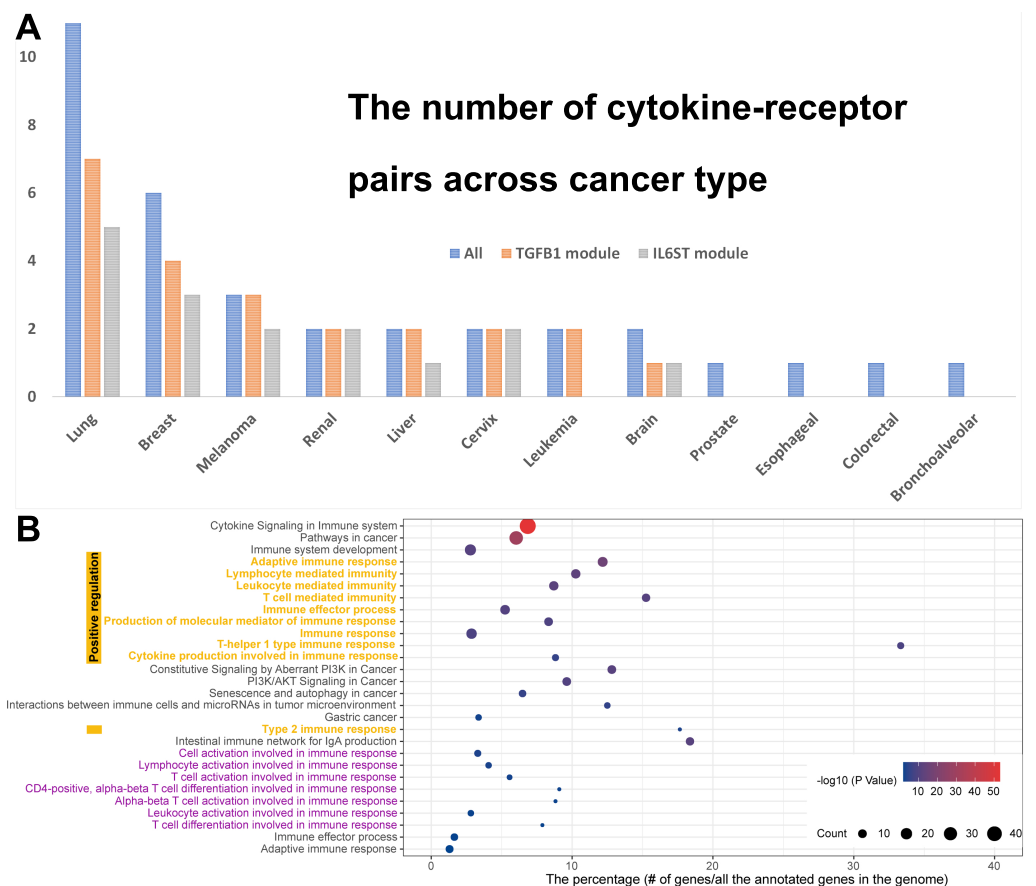 A
The number of cytokine-receptor
pairs across cancer type
All TGFB1 module IL6ST module
10
8
6
4
2
0
Lung
Breast
Melanoma
Renal
Liver
Cervix
Leukemia
Brain
Prostate
Esophageal
Colorectal
Bronchoalveolar
B
Positive regulation
Cytokine Signaling in Immune system
Pathways in cancer
Immune system development
Adaptive immune response
Lymphocyte mediated immunity
Leukocyte mediated immunity
T cell mediated immunity
Immune effector process
Production of molecular mediator of immune response
Immune response
T-helper 1 type immune response
Cytokine production involved in immune response
Constitutive Signaling by Aberrant PI3K in Cancer
PI3K/AKT Signaling in Cancer
Senescence and autophagy in cancer
Interactions between immune cells and microRNAs in tumor microenvironment
Gastric cancer
Type 2 immune response
Intestinal immune network for IgA production
Cell activation involved in immune response
Lymphocyte activation involved in immune response
T cell activation involved in immune response
CD4-positive, alpha-beta T cell differentiation involved in immune response
Alpha-beta T cell activation involved in immune response
Leukocyte activation involved in immune response
T cell differentiation involved in immune response
Immune effector process
Adaptive immune response
-log10 (P Value)
10 20 30 40 50
Count 10 20 30 40
0 10 20 30 40
The percentage (# of genes/all the annotated genes in the genome)